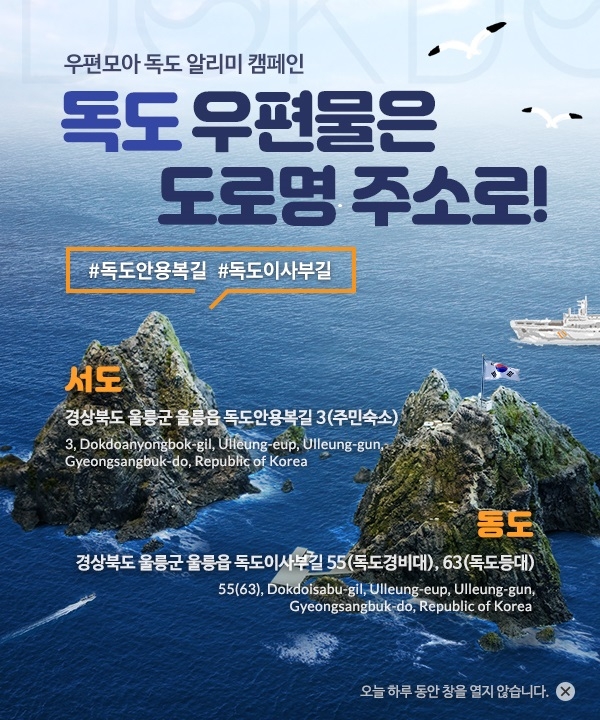 DOKDO
우편모아 독도 알리미 캠페인
독도 우편물은
도로명 주소로!
#독도안용복길 #독도이사부길
서도
경상북도 울릉군 울릉읍 독도안용복길 3(주민숙소)
3, Dokdoanyongbok-gil, Ulleung-eup, Ulleung-gun,
Gyeongsangbuk-do, Republic of Korea
동도
경상북도 울릉군 울릉읍 독도이사부길 55(독도경비대), 63(독도등대)
55(63), Dokdoisabu-gil, Ulleung-eup, Ulleung-gun,
Gyeongsangbuk-do, Republic of Korea
오늘 하루 동안 창을 열지 않습니다.